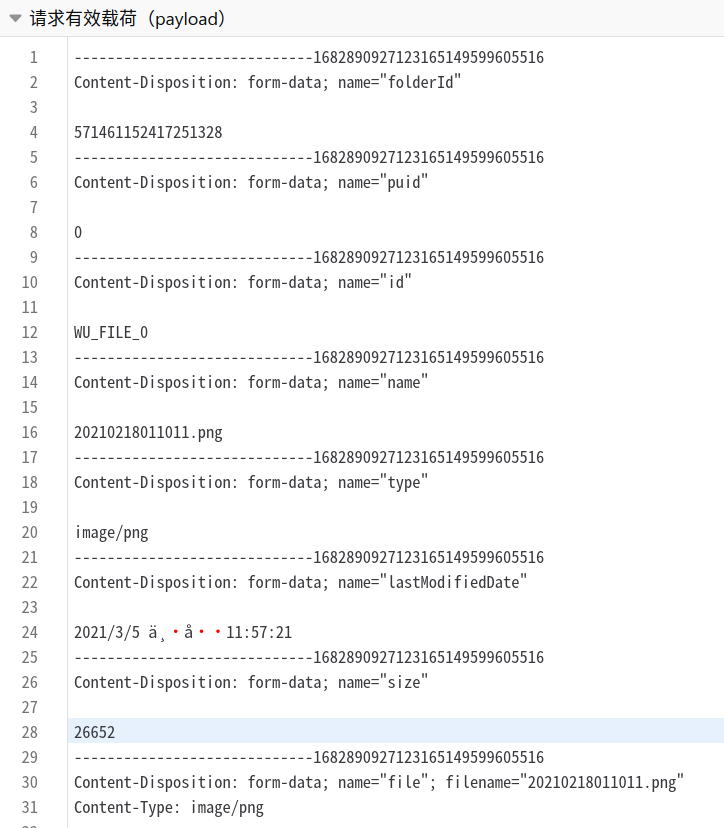 请求有效载荷（payload）
1 -----------------------------1682890927123165149599605516
2 Content-Disposition: form-data; name="folderId"
3
4 571461152417251328
5 -----------------------------1682890927123165149599605516
6 Content-Disposition: form-data; name="puid"
7
8 0
9 -----------------------------1682890927123165149599605516
10 Content-Disposition: form-data; name="id"
11
12 WU_FILE_0
13 -----------------------------1682890927123165149599605516
14 Content-Disposition: form-data; name="name"
15
16 20210218011011.png
17 -----------------------------1682890927123165149599605516
18 Content-Disposition: form-data; name="type"
19
20 image/png
21 -----------------------------1682890927123165149599605516
22 Content-Disposition: form-data; name="lastModifiedDate"
23
24 2021/3/5 ä¸•å••11:57:21
25 -----------------------------1682890927123165149599605516
26 Content-Disposition: form-data; name="size"
27
28 26652
29 -----------------------------1682890927123165149599605516
30 Content-Disposition: form-data; name="file"; filename="20210218011011.png"
31 Content-Type: image/png